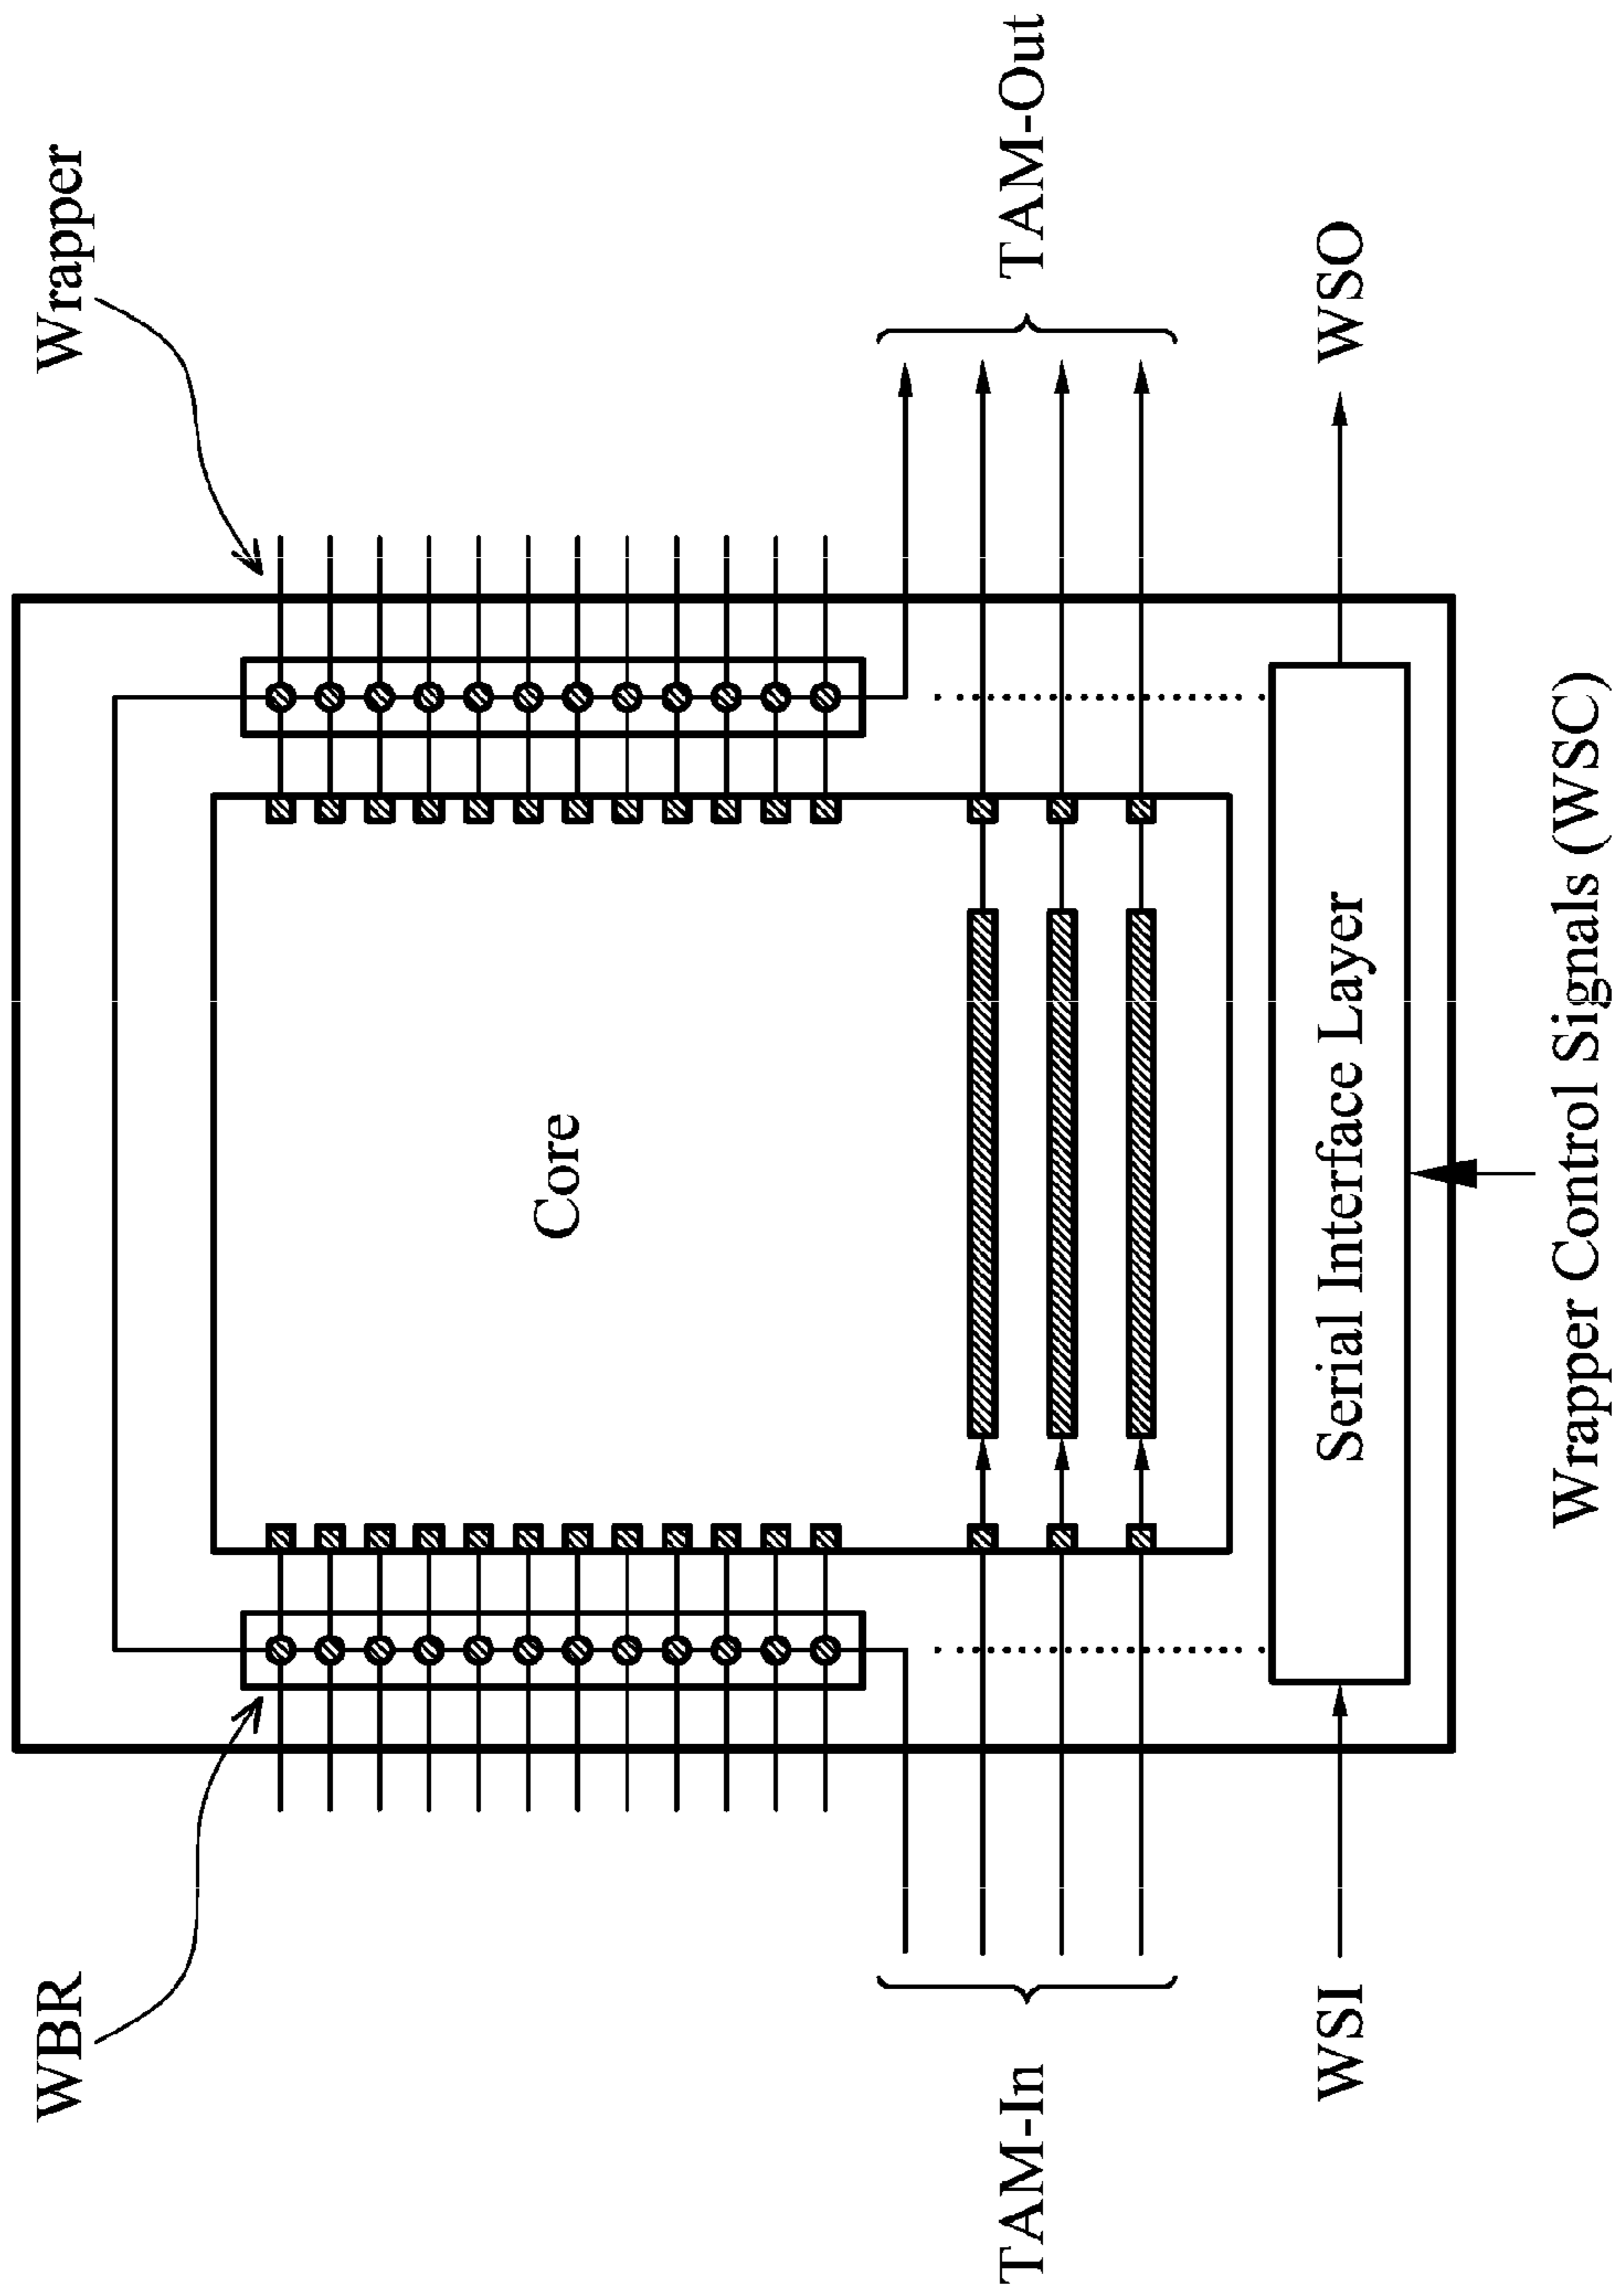 WBR
Wrapper
Core
TAM-In
TAM-Out
WSI
Serial Interface Layer
WSO
Wrapper Control Signals (WSC)